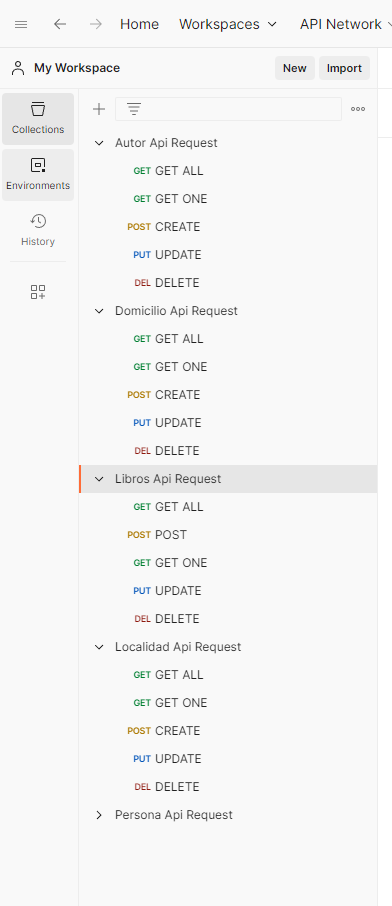 Home Workspaces API Network
My Workspace New Import
Collections
Environments
History
Autor Api Request
GET GET ALL
GET GET ONE
POST CREATE
PUT UPDATE
DEL DELETE
Domicilio Api Request
GET GET ALL
GET GET ONE
POST CREATE
PUT UPDATE
DEL DELETE
Libros Api Request
GET GET ALL
POST POST
GET GET ONE
PUT UPDATE
DEL DELETE
Localidad Api Request
GET GET ALL
GET GET ONE
POST CREATE
PUT UPDATE
DEL DELETE
Persona Api Request